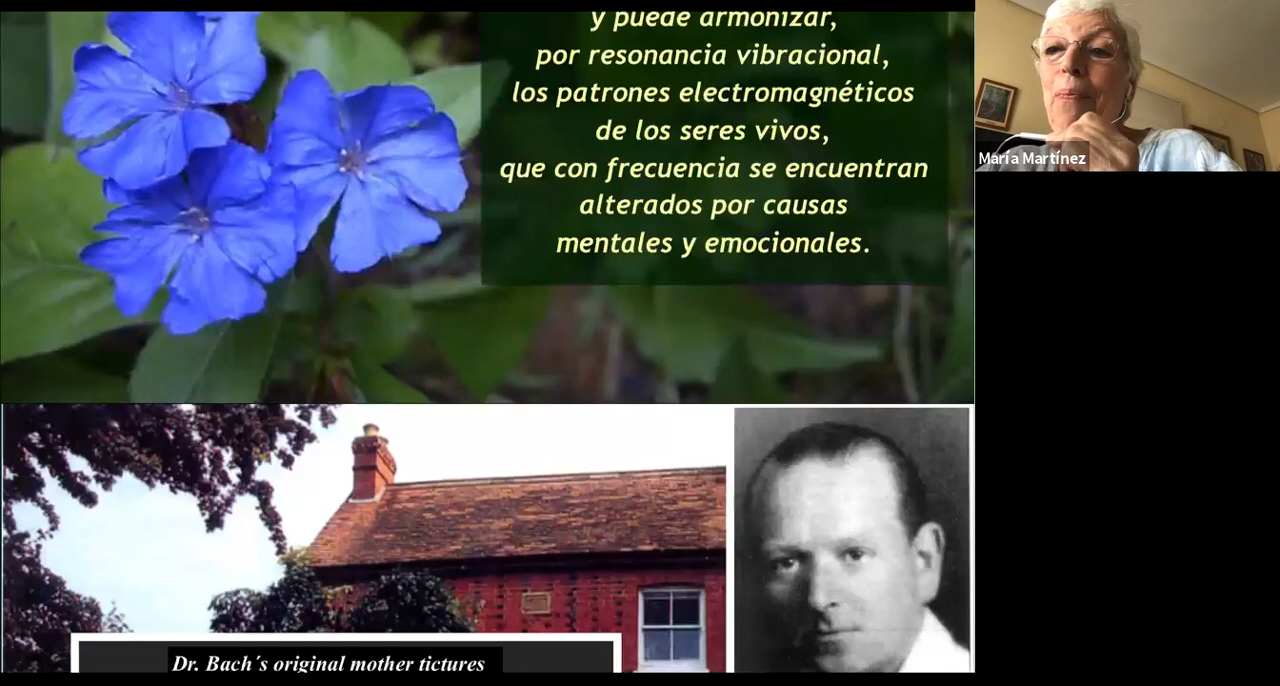 y puede armonizar,
por resonancia vibracional,
los patrones electromagnéticos
de los seres vivos,
que con frecuencia se encuentran
alterados por causas
mentales y emocionales.
María Martínez
Dr. Bach´s original mother tictures